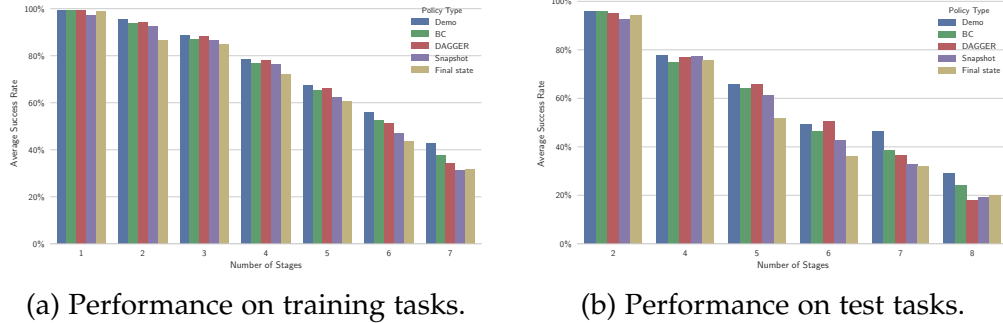 Policy Type
Demo
BC
DAGGER
Snapshot
Final state
100%
80%
60%
40%
20%
0%
Average Success Rate
1 2 3 4 5 6 7
Number of Stages
(a) Performance on training tasks.
Policy Type
Demo
BC
DAGGER
Snapshot
Final state
100%
80%
60%
40%
20%
0%
Average Success Rate
2 4 5 6 7 8
Number of Stages
(b) Performance on test tasks.